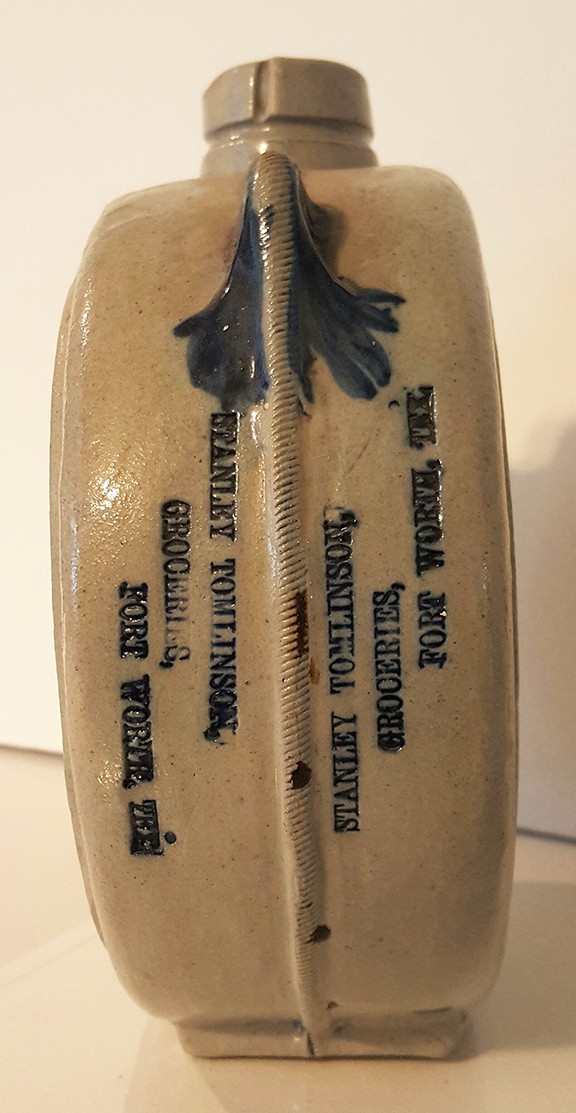 STANLEY TOMLINSON,
GROCERIES,
FORT WORTH, TEX
STANLEY TOMLINSON,
GROCERIES,
FORT WORTH, TEX